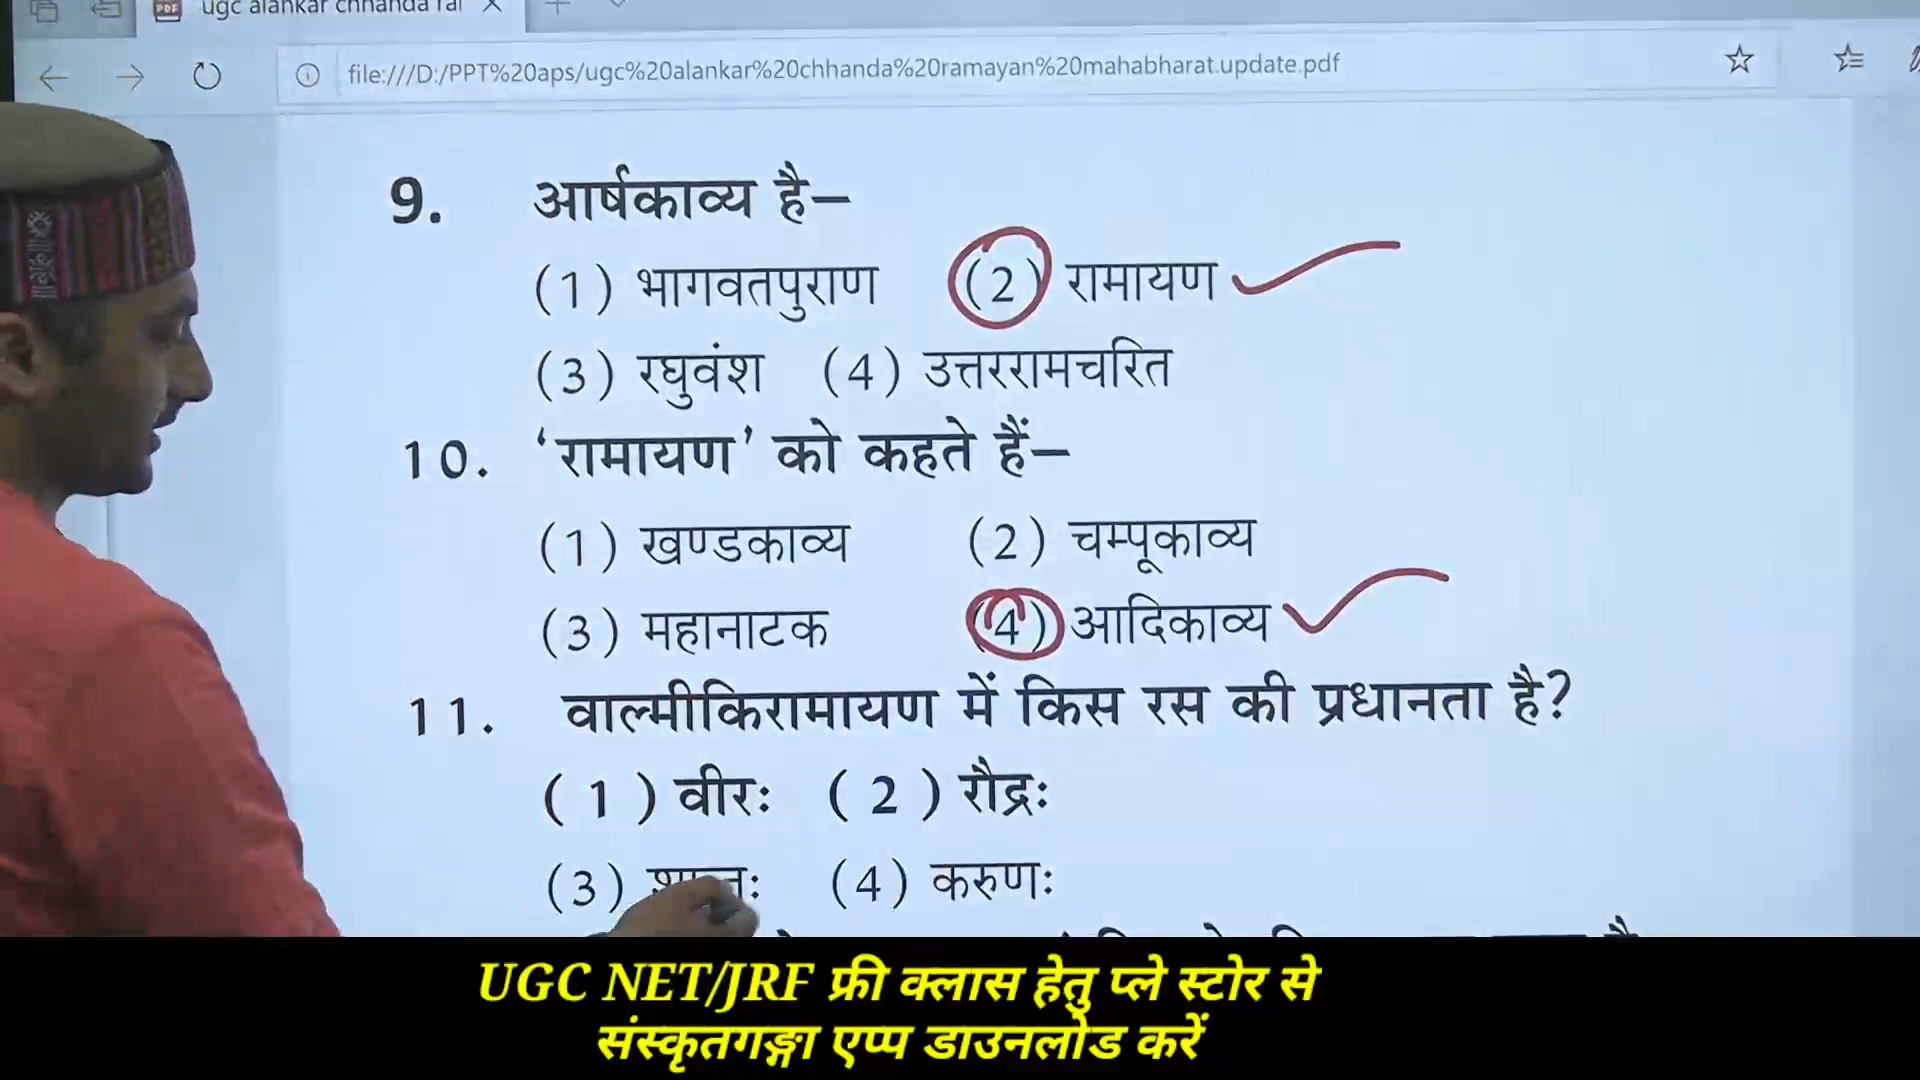 ugc alankar chhanda ra
file:///D:/PPT%20aps/ugc%20alankar%20chhanda%20ramayan%20mahabharat.update.pdf
9. आर्षकाव्य है–
(1) भागवतपुराण (2) रामायण
(3) रघुवंश (4) उत्तररामचरित
10. ‘रामायण’ को कहते हैं–
(1) खण्डकाव्य (2) चम्पूकाव्य
(3) महानाटक (4) आदिकाव्य
11. वाल्मीकिरामायण में किस रस की प्रधानता है?
(1) वीरः (2) रौद्रः
(3) (4) करुणः
UGC NET/JRF फ्री क्लास हेतु प्ले स्टोर से
संस्कृतगङ्गा एप्प डाउनलोड करें